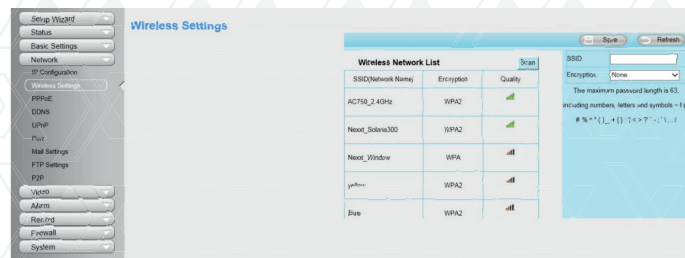 Setup Wizard
Status
Basic Settings
Network
IP Configuration
Wireless Settings
PPPoE
DDNS
UPnP
Port
Mail Settings
FTP Settings
P2P
Video
Alarm
Record
Firewall
System
Wireless Settings
Save
Refresh
Wireless Network List
Scan
SSID(Network Name)
Encryption
Quality
AC750_2.4GHz
WPA2
Nexxt_Solaris300
WPA2
Nexxt_Window
WPA
WPA2
Blue
WPA2
SSID
Encryption
None
The maximum password length is 63,
including numbers, letters and symbols ~